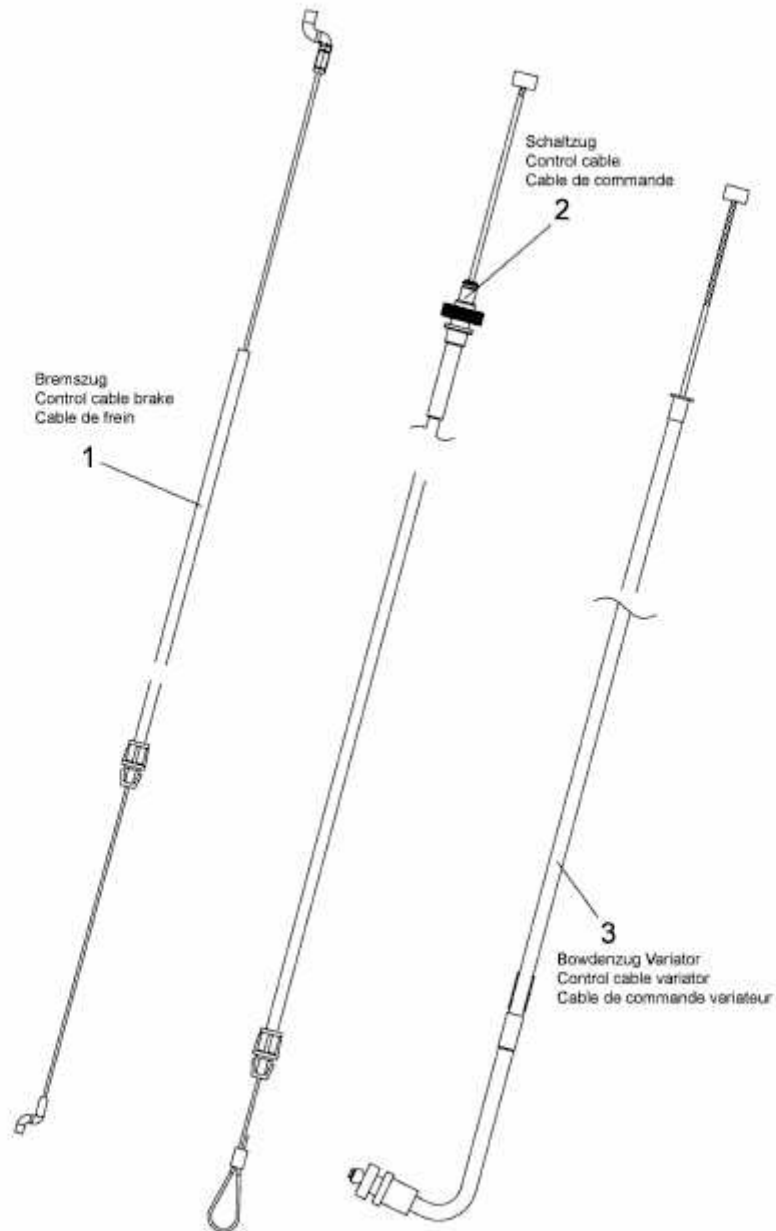 Schaltzug
Control cable
Cable de commande
2
Bremszug
Control cable brake
Cable de frein
1
3
Bowdenzug Variator
Control cable variator
Cable de commande variateur